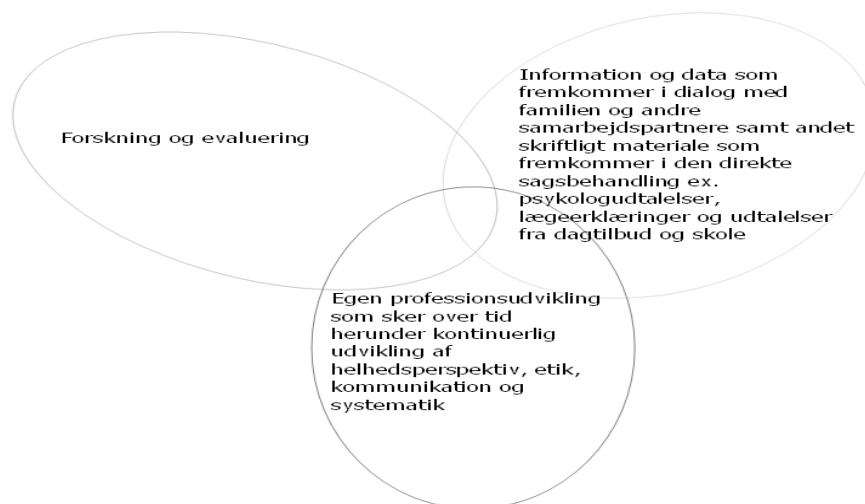 Forskning og evaluering
Information og data som
fremkommer i dialog med
familien og andre
samarbejdspartnere samt andet
skriftligt materiale som
fremkommer i den direkte
sagsbehandling ex.
psykologudtalelser,
lægeerklæringer og udtalelser
fra dagtilbud og skole
Egen professionsudvikling
som sker over tid
herunder kontinuerlig
udvikling af
helhedsperspektiv, etik,
kommunikation og
systematik